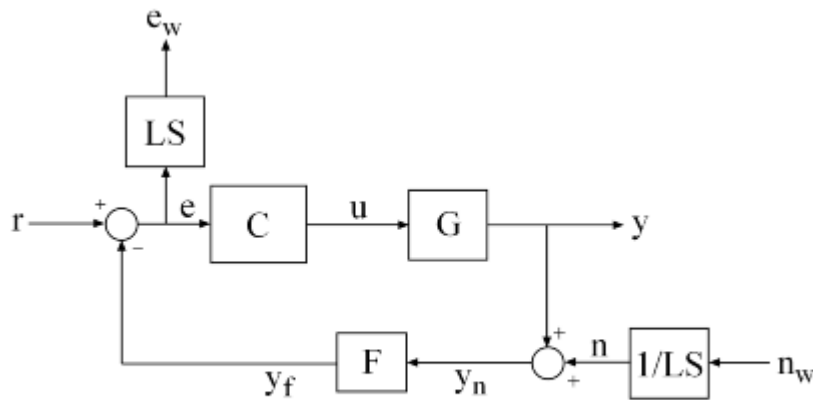 e_w
LS
r + − e C u G y
+
y_f F y_n + n 1/LS n_w